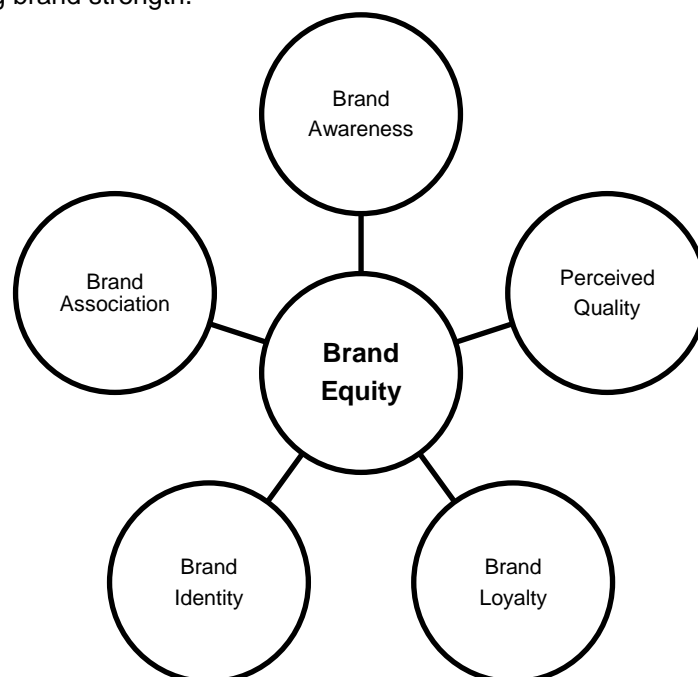 brand strength.
Brand
Awareness
Brand
Association
Perceived
Quality
Brand
Equity
Brand
Identity
Brand
Loyalty